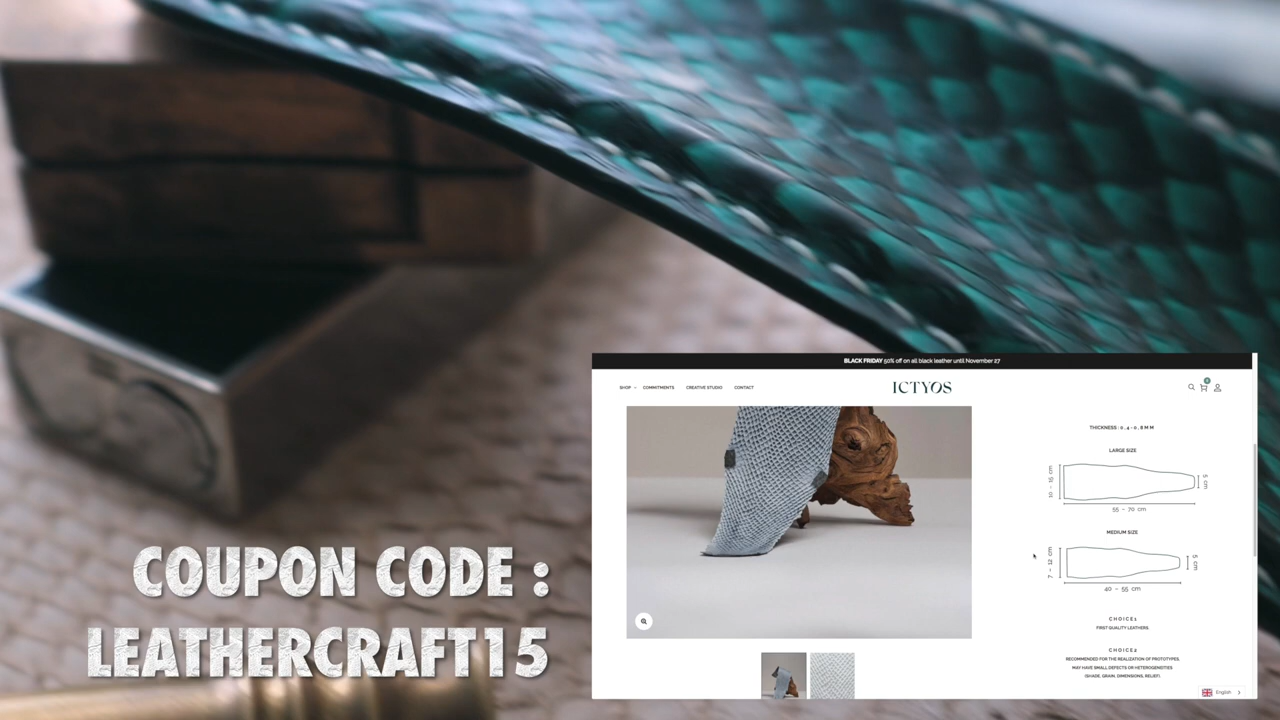 BLACK FRIDAY 50% off on all black leather until November 27
SHOP COMMITMENTS CREATIVE STUDIO CONTACT
ICTYOS
4
THICKNESS : 0.4 - 0.8 MM
LARGE SIZE
10 - 15 cm
5 cm
55 - 70 cm
MEDIUM SIZE
7 - 12 cm
5 cm
40 - 55 cm
CHOICE1
FIRST QUALITY LEATHERS.
CHOICE2
RECOMMENDED FOR THE REALIZATION OF PROTOTYPES,
MAY HAVE SMALL DEFECTS OR HETEROGENEITIES
(SHADE, GRAIN, DIMENSIONS, RELIEF).
English
COUPON CODE :
LEATHERCRAFT15